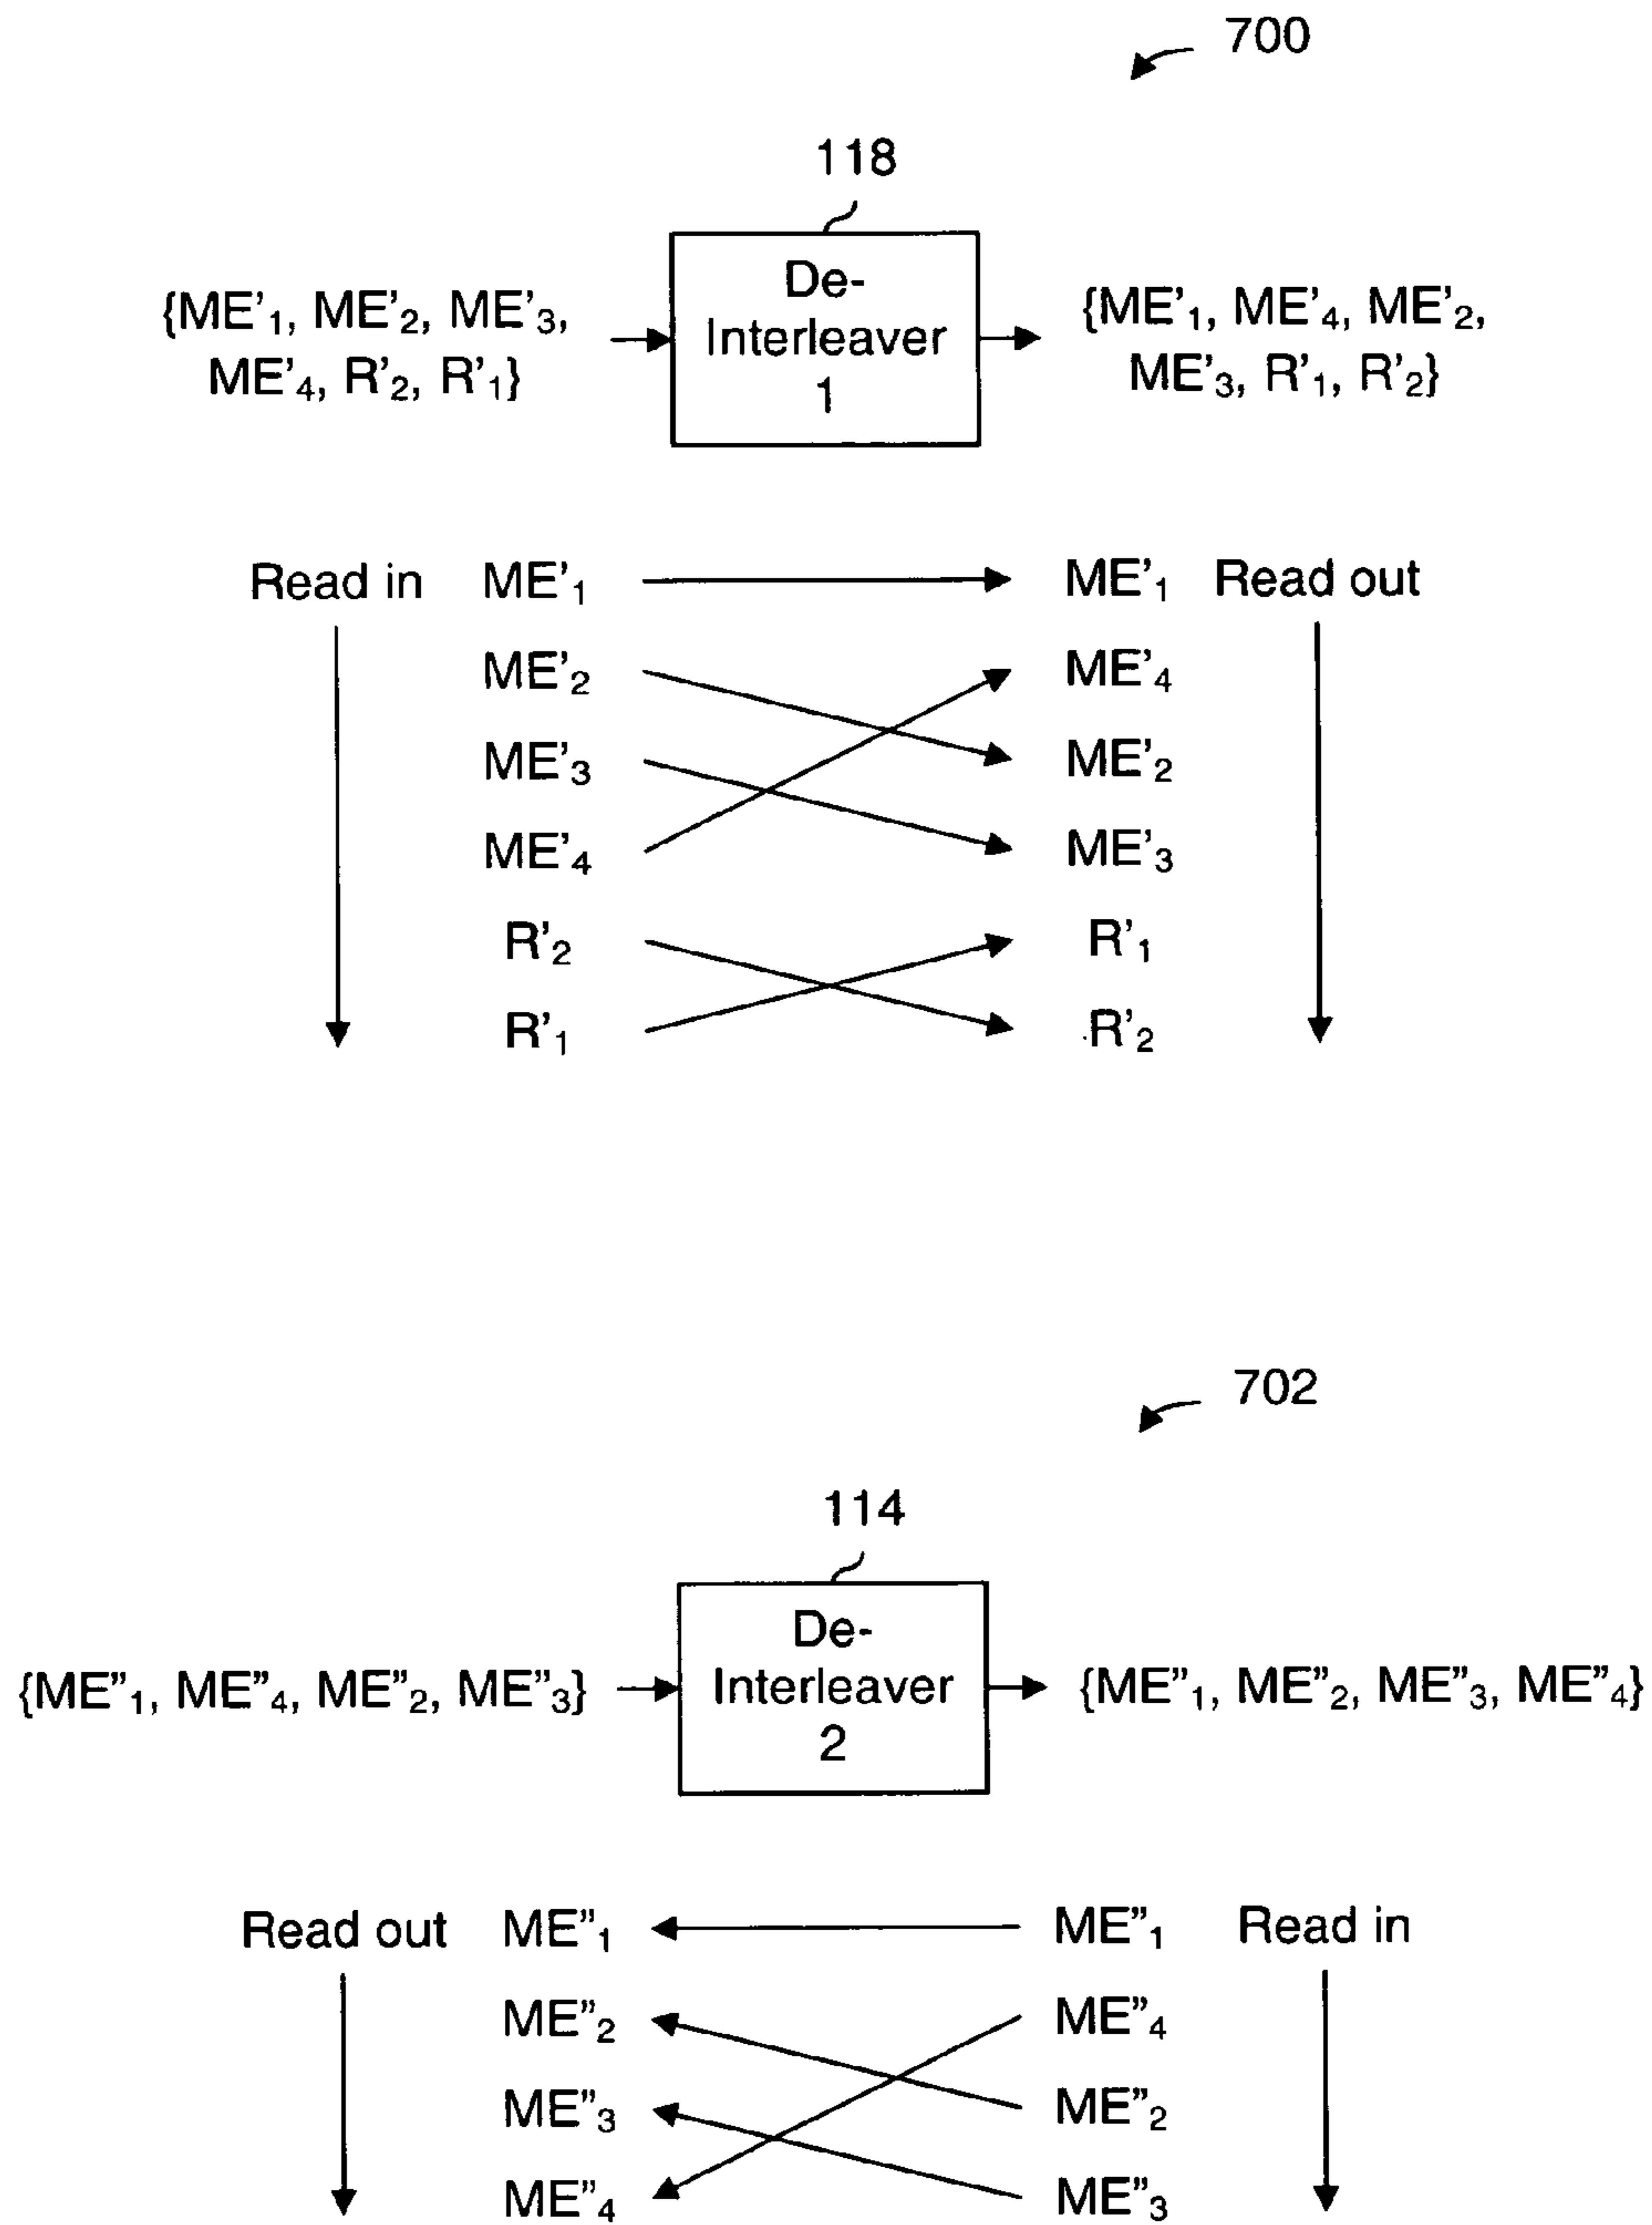 700
118
{ME'₁, ME'₂, ME'₃,
ME'₄, R'₂, R'₁}
De-
Interleaver
1
{ME'₁, ME'₄, ME'₂,
ME'₃, R'₁, R'₂}
Read in ME'₁ ME'₁ Read out
ME'₂ ME'₄
ME'₃ ME'₂
ME'₄ ME'₃
R'₂ R'₁
R'₁ R'₂
702
114
{ME”₁, ME”₄, ME”₂, ME”₃}
De-
Interleaver
2
{ME”₁, ME”₂, ME”₃, ME”₄}
Read out ME”₁ ME”₁ Read in
ME”₂ ME”₄
ME”₃ ME”₂
ME”₄ ME”₃